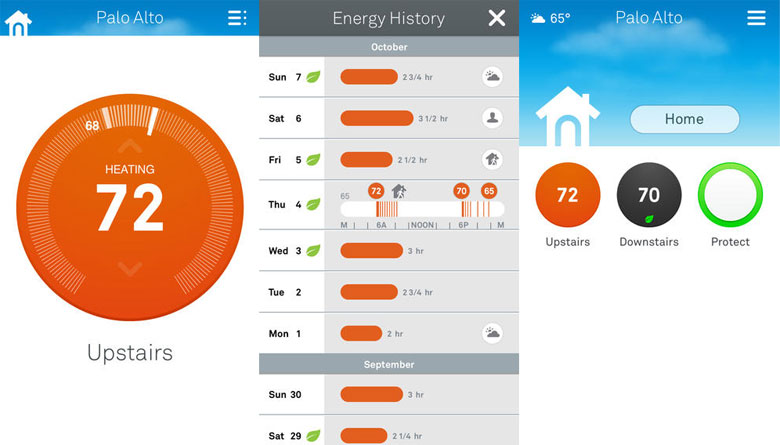 Palo Alto
68
HEATING
72
Upstairs
Energy History
October
Sun 7 2 3/4 hr
Sat 6 3 1/2 hr
Fri 5 2 1/2 hr
72 70 65
65
Thu 4
M 6A NOON 6P M
Wed 3 3 hr
Tue 2 2 3/4 hr
Mon 1 2 hr
September
Sun 30 3 hr
Sat 29 2 1/4 hr
65°
Palo Alto
Home
72 70
Upstairs Downstairs Protect